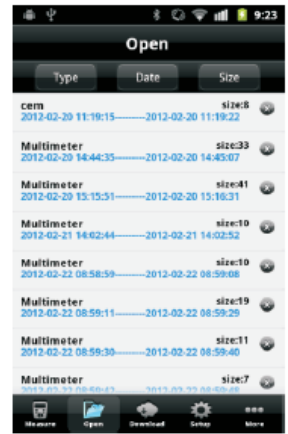 9:23
Open
Type Date Size
cem size:8
2012-02-20 11:19:15---------2012-02-20 11:19:22
Multimeter size:33
2012-02-20 14:44:35---------2012-02-20 14:45:07
Multimeter size:41
2012-02-20 15:15:51---------2012-02-20 15:16:31
Multimeter size:10
2012-02-21 14:02:44---------2012-02-21 14:02:52
Multimeter size:10
2012-02-22 08:58:59---------2012-02-22 08:59:08
Multimeter size:19
2012-02-22 08:59:11---------2012-02-22 08:59:29
Multimeter size:11
2012-02-22 08:59:30---------2012-02-22 08:59:40
Multimeter size:7
Measure Open Download Setup More